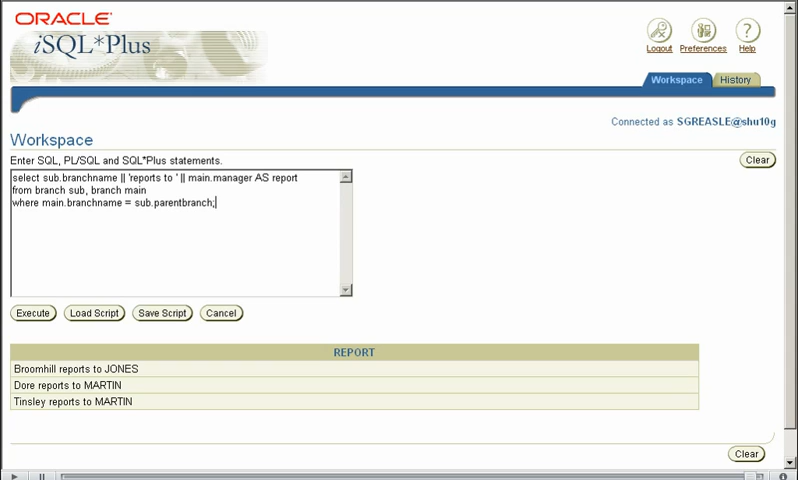 ORACLE
iSQL*Plus
Logout Preferences Help
Workspace History
Connected as SGREASLE@shu10g
Workspace
Enter SQL, PL/SQL and SQL*Plus statements.
Clear
select sub.branchname || 'reports to ' || main.manager AS report
from branch sub, branch main
where main.branchname = sub.parentbranch;
Execute Load Script Save Script Cancel
REPORT
Broomhill reports to JONES
Dore reports to MARTIN
Tinsley reports to MARTIN
Clear